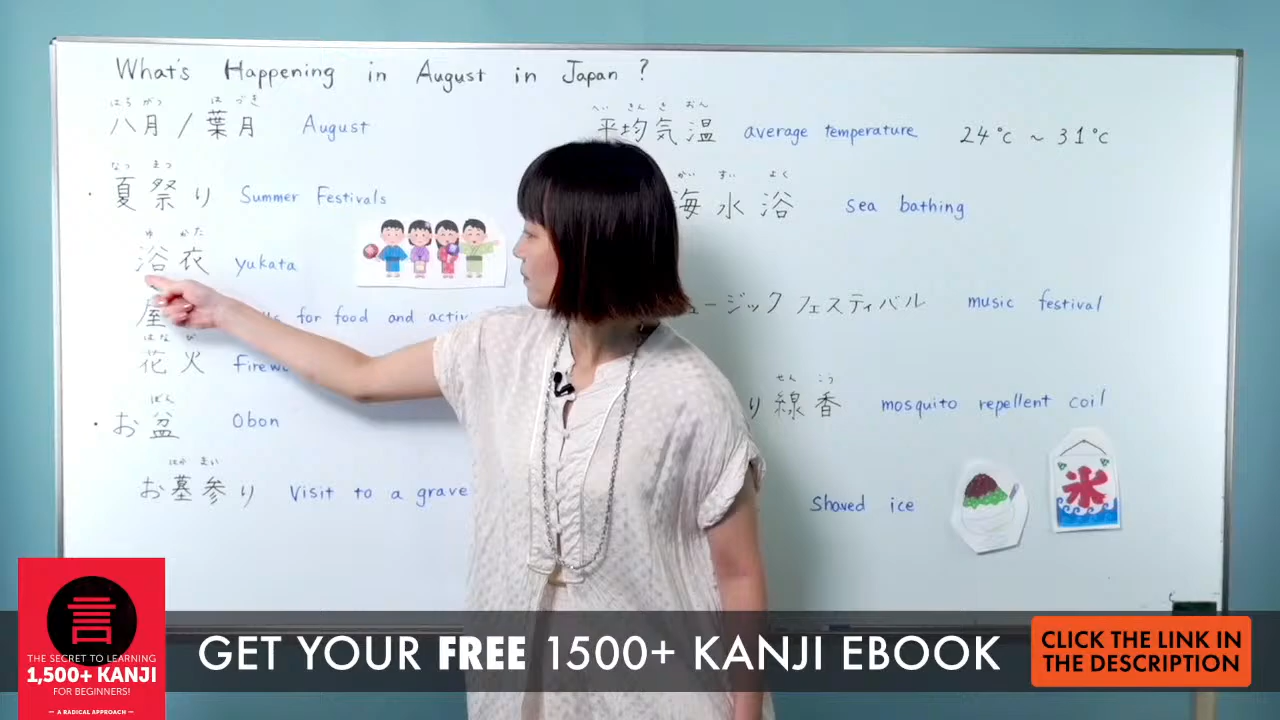 What's Happening in August in Japan ?
はち がつ は づき
八月 / 葉月 August
なつ まつ
・夏祭り Summer Festivals
ゆ かた
浴衣 yukata
屋 for food and activ
はな び
花火 Firew
ぼん
・お盆 Obon
はか まい
お墓参り Visit to a grave
へい きん き おん
平均気温 average temperature 24℃ ~ 31℃
かい すい よく
海水浴 sea bathing
ュージック フェスティバル music festival
せん こう
り線香 mosquito repellent coil
Shaved ice
氷
言
THE SECRET TO LEARNING
1,500+ KANJI
FOR BEGINNERS!
— A RADICAL APPROACH —
GET YOUR FREE 1500+ KANJI EBOOK
CLICK THE LINK IN
THE DESCRIPTION